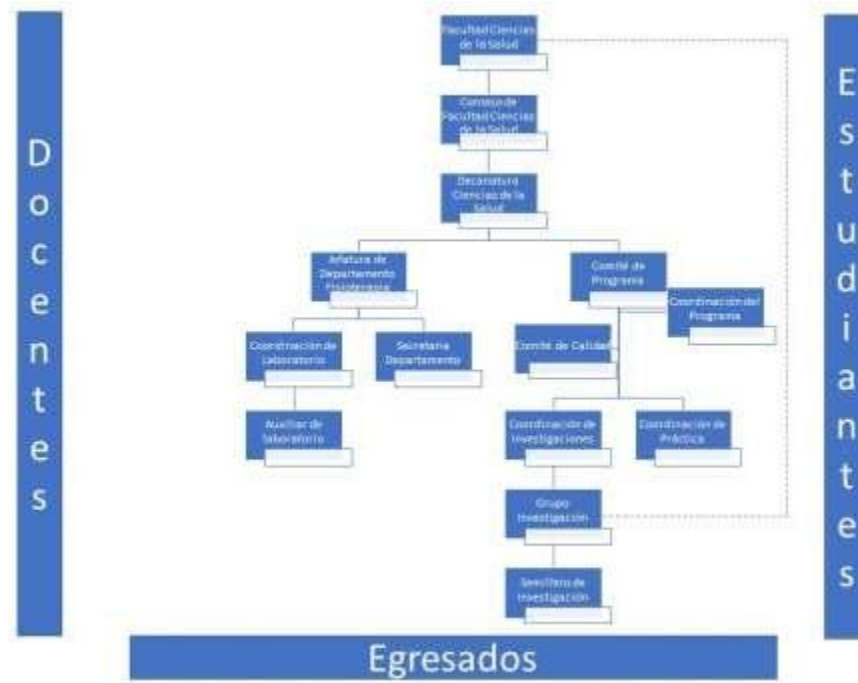 Docentes
Facultad Ciencias
de la Salud
Consejo de
Facultad Ciencias
de la Salud
Decanatura
Ciencias de la
Salud
Jefatura de
Departamento
Fisioterapia
Comité de
Programa
Coordinación del
Programa
Coordinación de
Laboratorio
Secretaria
Departamento
Comité de Calidad
Auxiliar de
laboratorio
Coordinación de
Investigaciones
Coordinación de
Práctica
Grupo
Investigación
Semillero de
Investigación
Estudiantes
Egresados